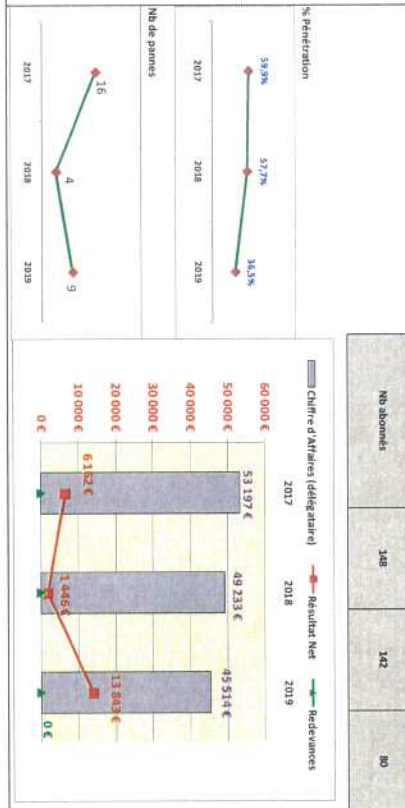 Nb abonnés 148 142 80
% Pénétration
59,9% 57,7% 36,5%
2017 2018 2019
Nb de pannes
16 4 9
2017 2018 2019
Chiffre d'Affaires (délégataire) Résultat Net Redevances
2017 2018 2019
60 000 €
50 000 €
40 000 €
30 000 €
20 000 €
10 000 €
0 €
53 197 € 49 233 € 45 514 €
6 162 € 1 446 € 13 843 €
0 €